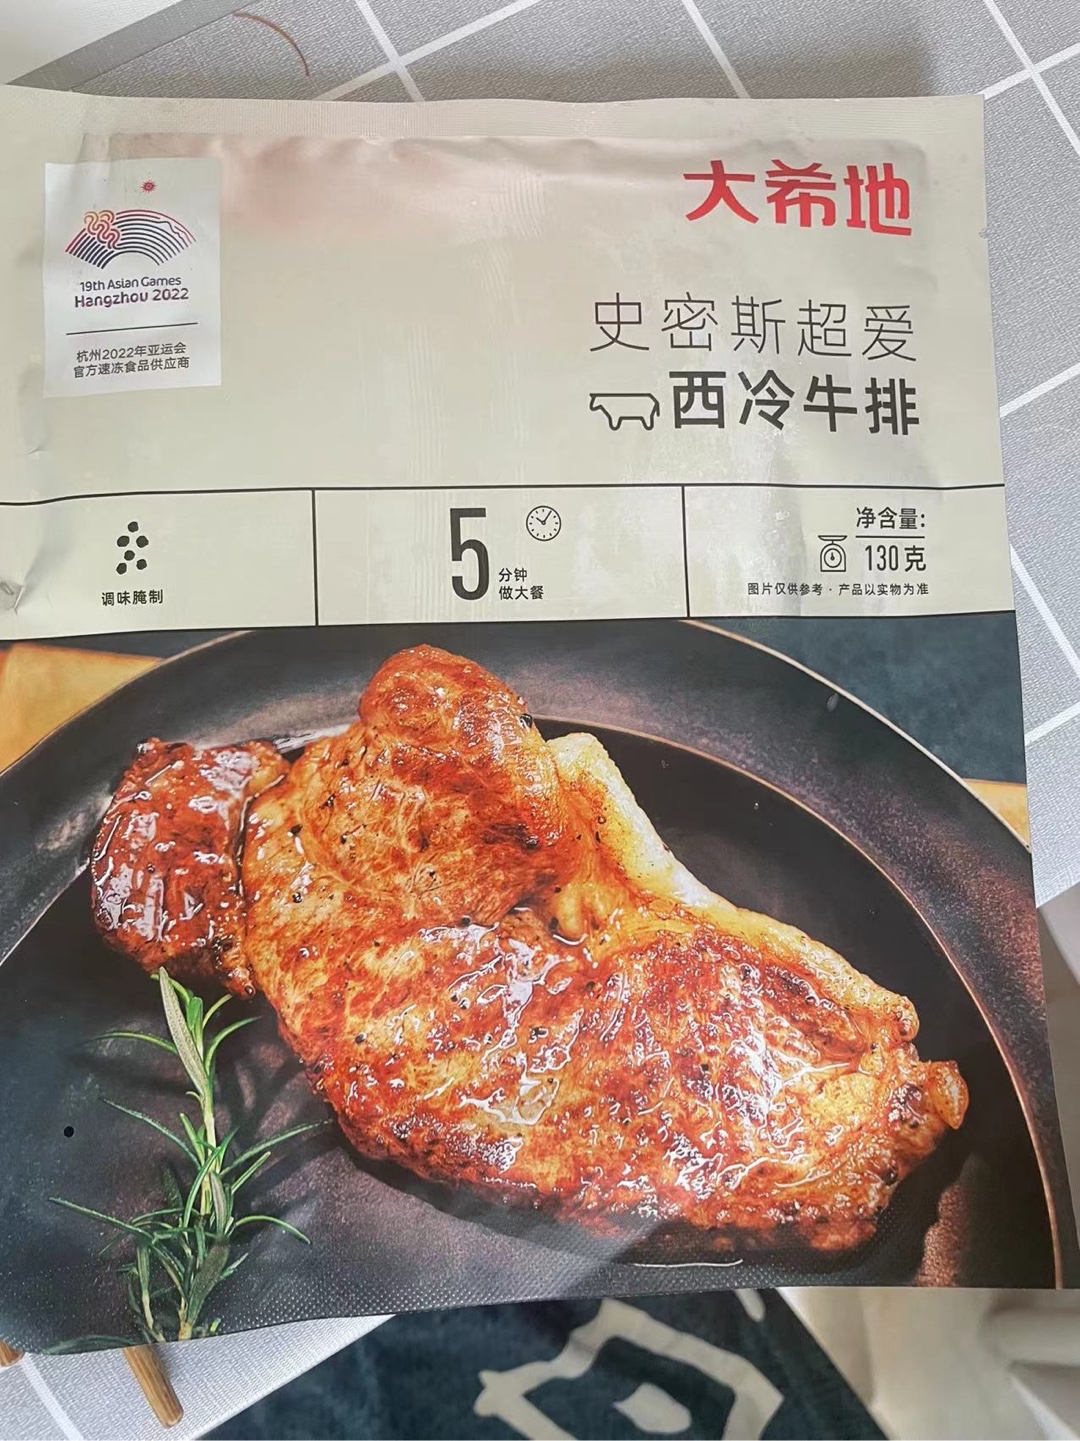 大希地
19th Asian Games
Hangzhou 2022
杭州2022年亚运会
官方速冻食品供应商
史密斯超爱
西冷牛排
调味腌制
5
分钟
做大餐
净含量:
130克
图片仅供参考·产品以实物为准